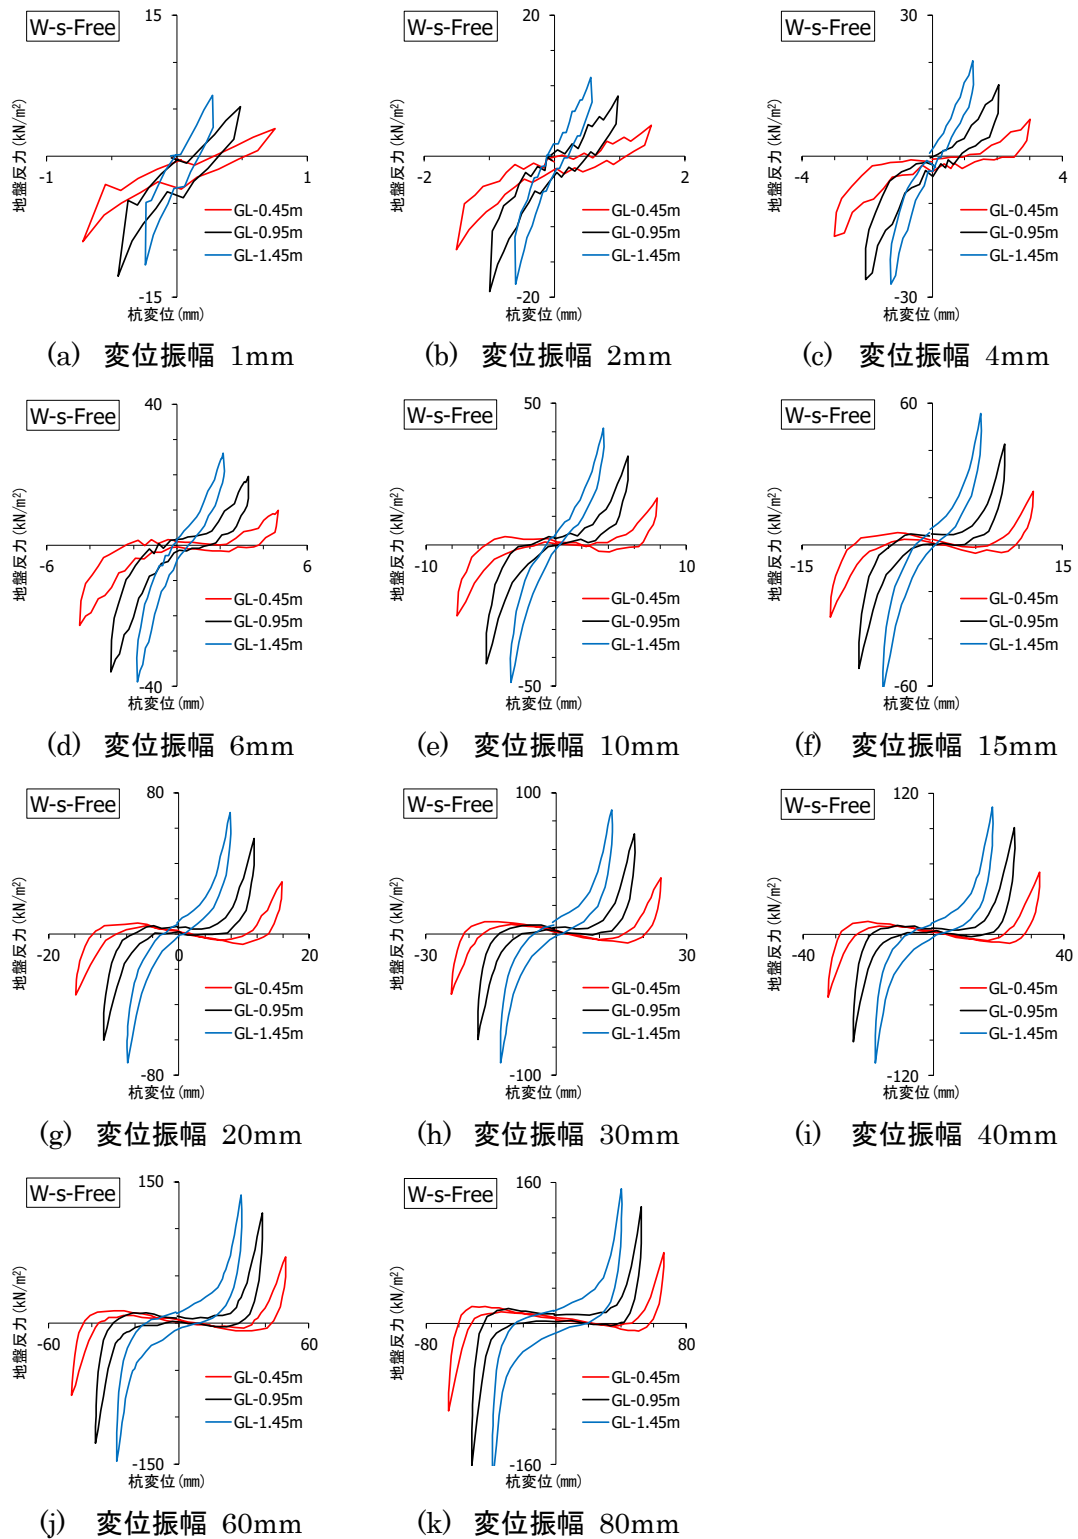 W-s-Free
15
地盤反力(kN/m²)
-1
1
GL-0.45m
GL-0.95m
GL-1.45m
-15
杭変位(mm)
(a) 変位振幅 1mm
W-s-Free
20
地盤反力(kN/m²)
-2
2
GL-0.45m
GL-0.95m
GL-1.45m
-20
杭変位(mm)
(b) 変位振幅 2mm
W-s-Free
30
地盤反力(kN/m²)
-4
4
GL-0.45m
GL-0.95m
GL-1.45m
-30
杭変位(mm)
(c) 変位振幅 4mm
W-s-Free
40
地盤反力(kN/m²)
-6
6
GL-0.45m
GL-0.95m
GL-1.45m
-40
杭変位(mm)
(d) 変位振幅 6mm
W-s-Free
50
地盤反力(kN/m²)
-10
10
GL-0.45m
GL-0.95m
GL-1.45m
-50
杭変位(mm)
(e) 変位振幅 10mm
W-s-Free
60
地盤反力(kN/m²)
-15
15
GL-0.45m
GL-0.95m
GL-1.45m
-60
杭変位(mm)
(f) 変位振幅 15mm
W-s-Free
80
地盤反力(kN/m²)
-20
0
20
GL-0.45m
GL-0.95m
GL-1.45m
-80
杭変位(mm)
(g) 変位振幅 20mm
W-s-Free
100
地盤反力(kN/m²)
-30
30
GL-0.45m
GL-0.95m
GL-1.45m
-100
杭変位(mm)
(h) 変位振幅 30mm
W-s-Free
120
地盤反力(kN/m²)
-40
40
GL-0.45m
GL-0.95m
GL-1.45m
-120
杭変位(mm)
(i) 変位振幅 40mm
W-s-Free
150
地盤反力(kN/m²)
-60
60
GL-0.45m
GL-0.95m
GL-1.45m
-150
杭変位(mm)
(j) 変位振幅 60mm
W-s-Free
160
地盤反力(kN/m²)
-80
80
GL-0.45m
GL-0.95m
GL-1.45m
-160
杭変位(mm)
(k) 変位振幅 80mm